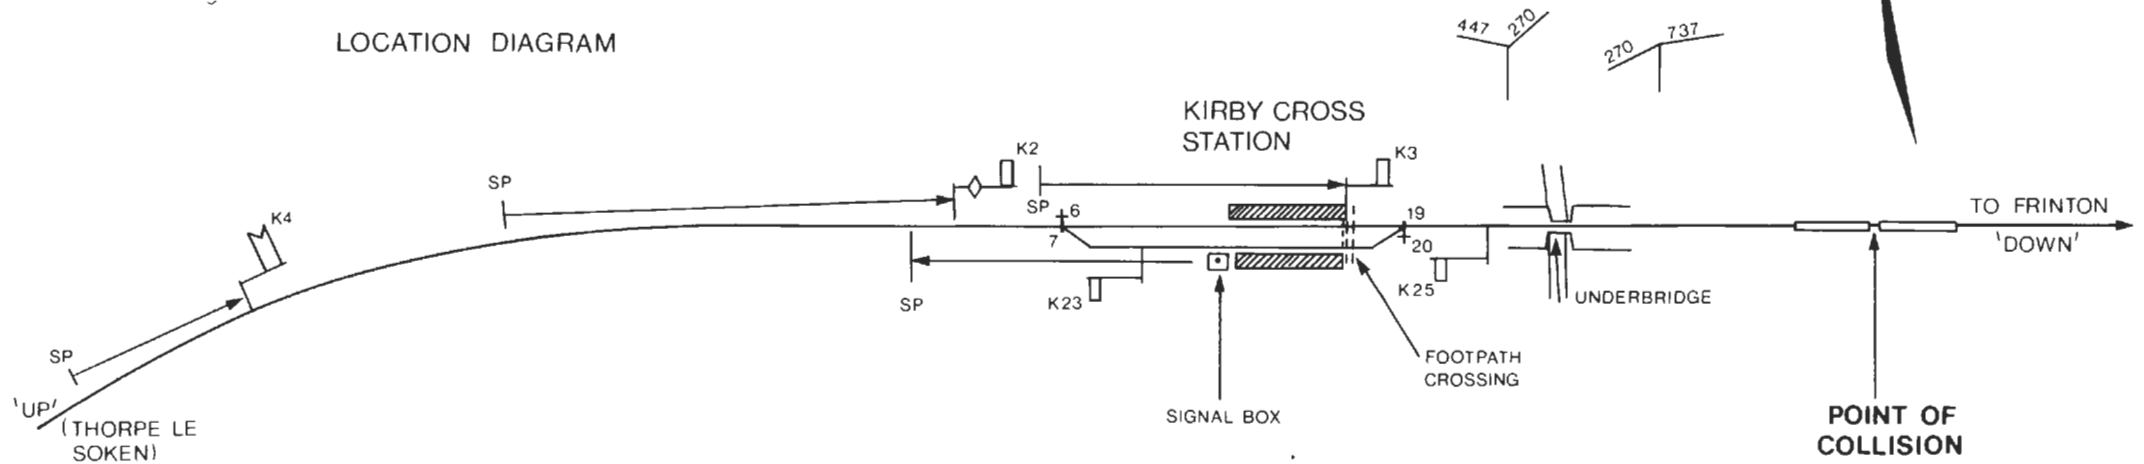 LOCATION DIAGRAM
447 270
270 737
KIRBY CROSS
STATION
K2
K3
SP
SP
K4
6
7
19
20
TO FRINTON
'DOWN'
K23
SP
K25
UNDERBRIDGE
SP
FOOTPATH
CROSSING
'UP'
(THORPE LE
SOKEN)
SIGNAL BOX
POINT OF
COLLISION